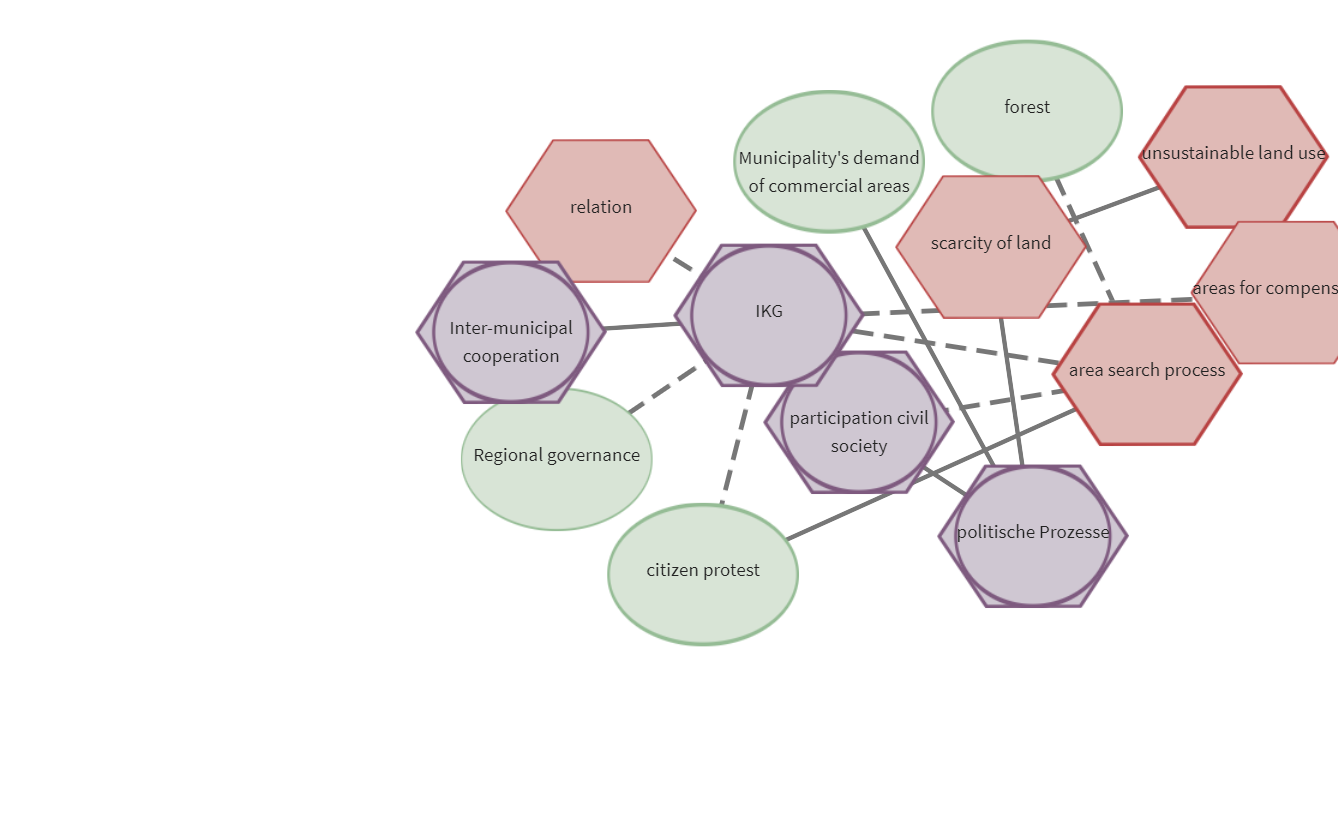 forest
Municipality's demand
of commercial areas
unsustainable land use
relation
scarcity of land
areas for compens
IKG
Inter-municipal
cooperation
area search process
participation civil
society
Regional governance
politische Prozesse
citizen protest